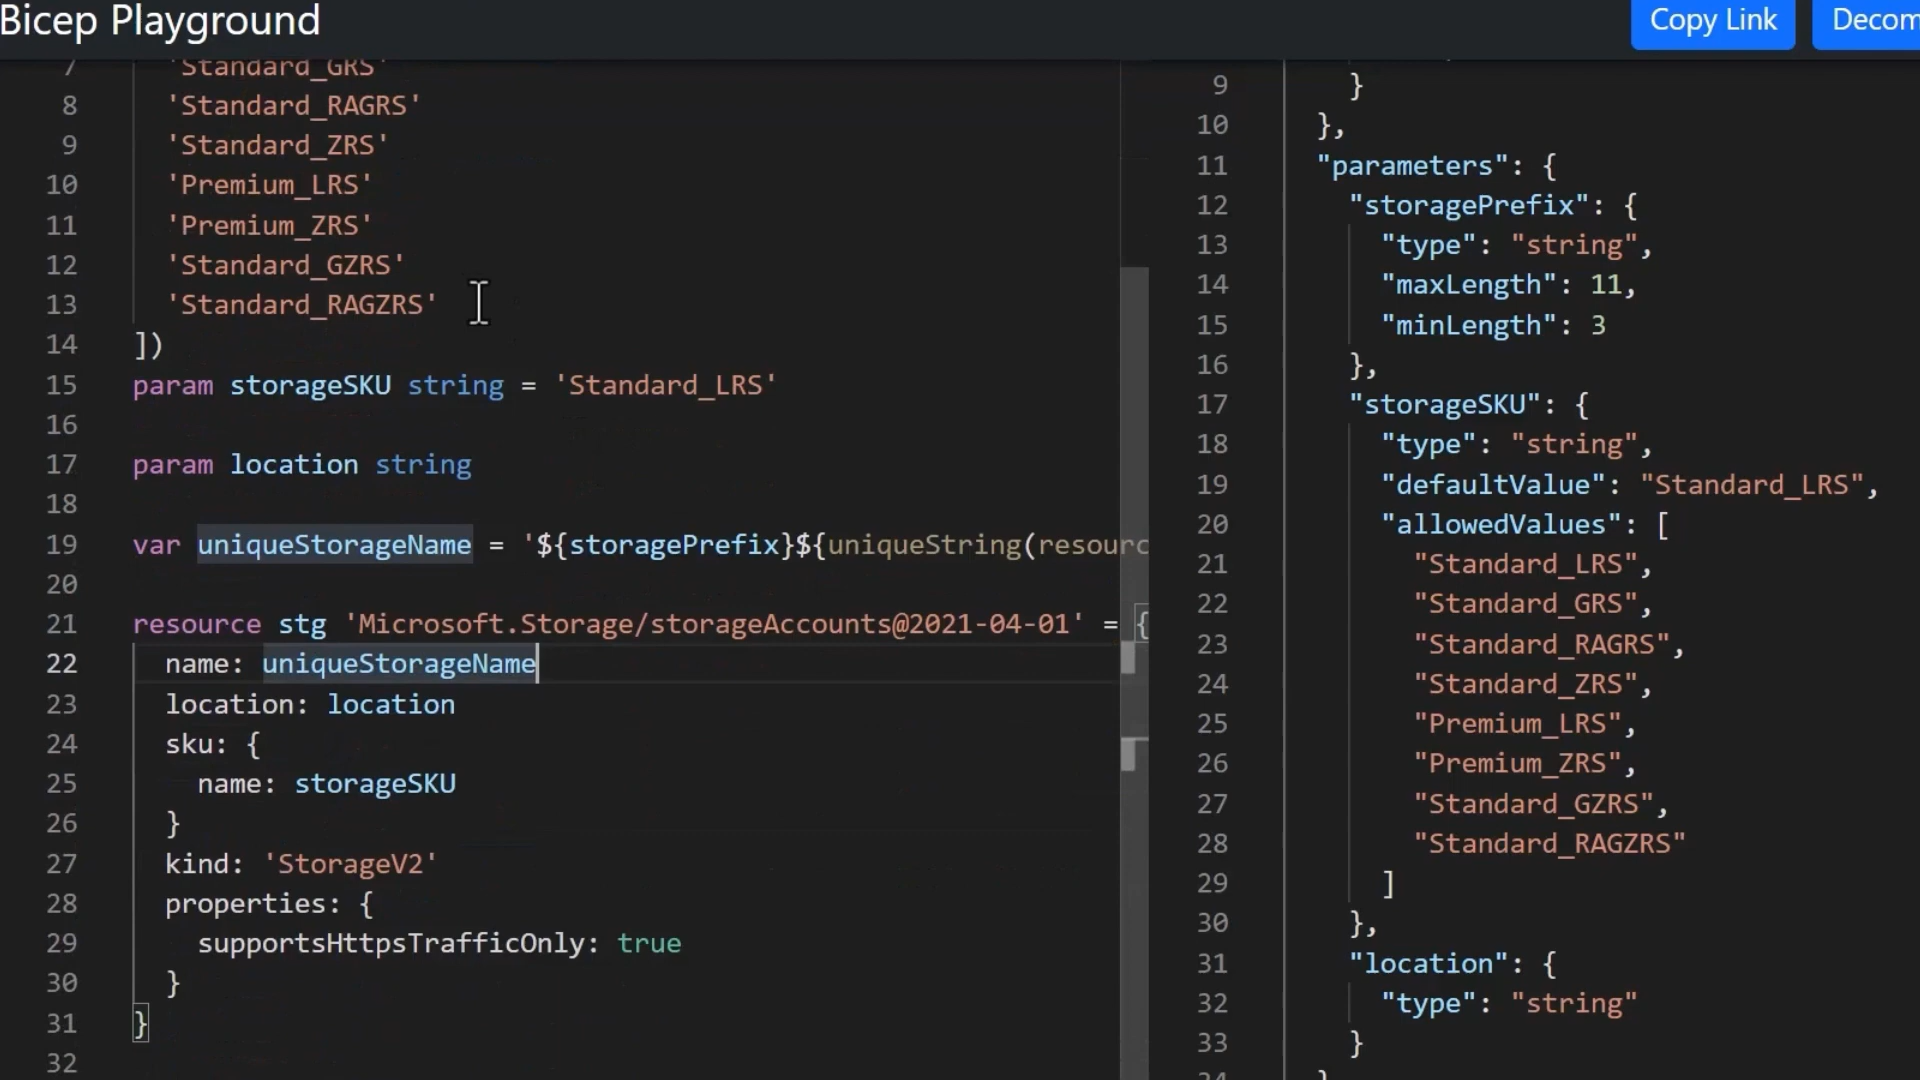 Bicep Playground
Copy Link
7 'Standard_GRS'
8 'Standard_RAGRS'
9 'Standard_ZRS'
10 'Premium_LRS'
11 'Premium_ZRS'
12 'Standard_GZRS'
13 'Standard_RAGZRS'
14 ])
15 param storageSKU string = 'Standard_LRS'
16
17 param location string
18
19 var uniqueStorageName = '${storagePrefix}${uniqueString(resourc
20
21 resource stg 'Microsoft.Storage/storageAccounts@2021-04-01' = {
22 name: uniqueStorageName
23 location: location
24 sku: {
25 name: storageSKU
26 }
27 kind: 'StorageV2'
28 properties: {
29 supportsHttpsTrafficOnly: true
30 }
31 }
32
9 }
10 },
11 "parameters": {
12 "storagePrefix": {
13 "type": "string",
14 "maxLength": 11,
15 "minLength": 3
16 },
17 "storageSKU": {
18 "type": "string",
19 "defaultValue": "Standard_LRS",
20 "allowedValues": [
21 "Standard_LRS",
22 "Standard_GRS",
23 "Standard_RAGRS",
24 "Standard_ZRS",
25 "Premium_LRS",
26 "Premium_ZRS",
27 "Standard_GZRS",
28 "Standard_RAGZRS"
29 ]
30 },
31 "location": {
32 "type": "string"
33 }